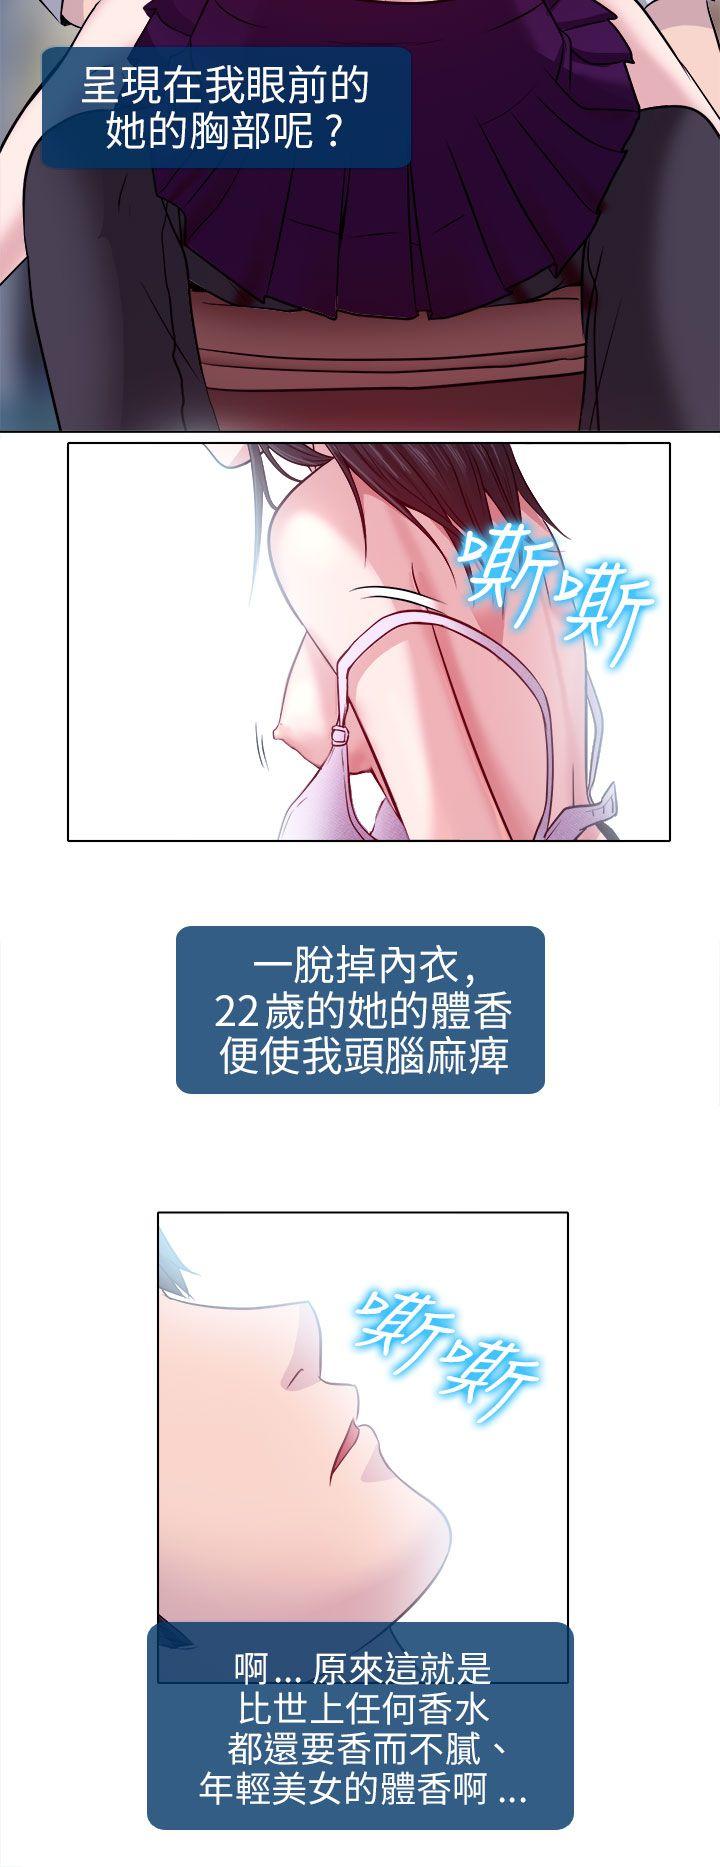 呈現在我眼前的
她的胸部呢?
嘶嘶
一脫掉內衣,
22歲的她的體香
便使我頭腦麻痺
嘶嘶
啊...原來這就是
比世上任何香水
都還要香而不膩、
年輕美女的體香啊...